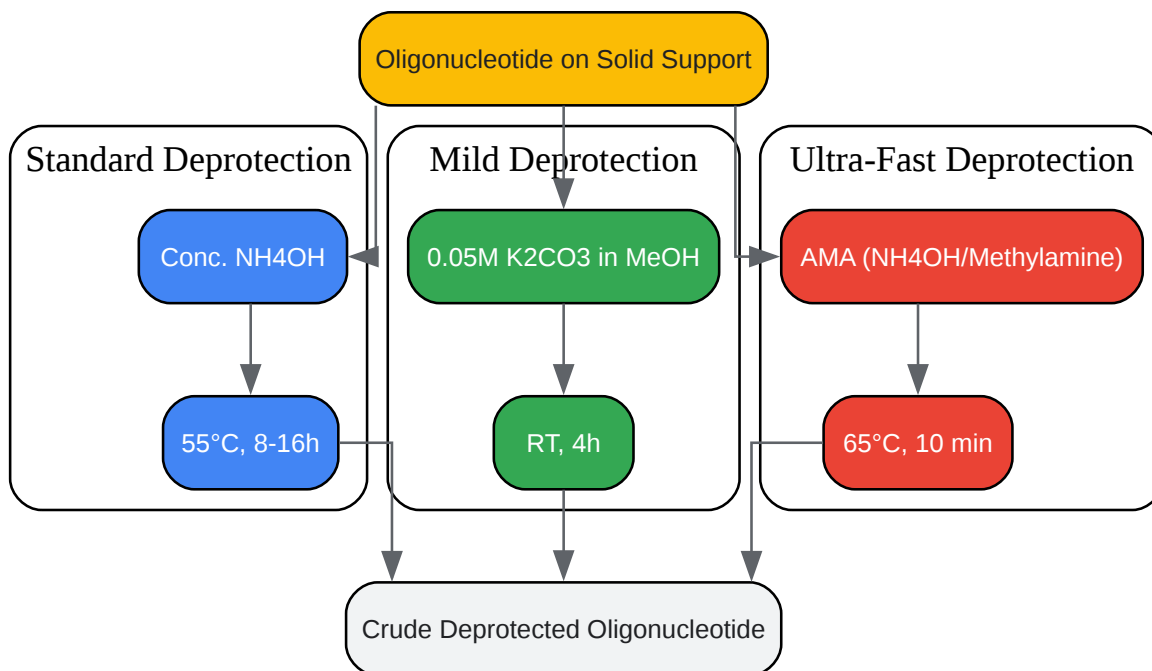 Oligonucleotide on Solid Support
Standard Deprotection
Mild Deprotection
Ultra-Fast Deprotection
Conc. NH4OH
0.05M K2CO3 in MeOH
AMA (NH4OH/Methylamine)
55°C, 8-16h
RT, 4h
65°C, 10 min
Crude Deprotected Oligonucleotide